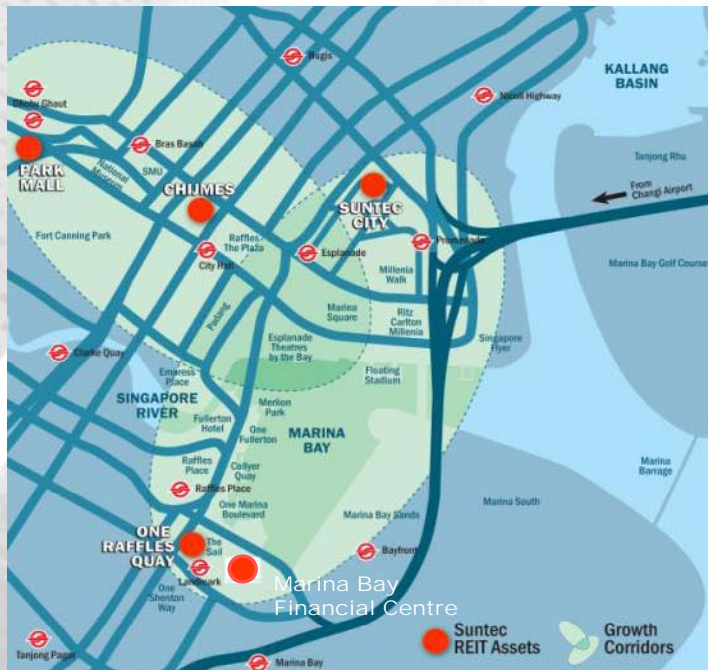 Bugis
KALLANG
BASIN
Dhoby Ghaut
Nicoll Highway
Bras Basah
Tanjong Rhu
PARK
MALL
National
Museum
SMU
CHIJMES
SUNTEC
CITY
From
Changi Airport
Fort Canning Park
Raffles
The Plaza
City Hall
Esplanade
Promenade
Millenia
Walk
Marina Bay Golf Course
Padang
Marina
Square
Ritz
Carlton
Millenia
Singapore
Flyer
Clarke Quay
Esplanade
Theatres
by the Bay
Empress
Place
Floating
Stadium
SINGAPORE
RIVER
Fullerton
Hotel
Merlion
Park
One
Fullerton
MARINA
BAY
Raffles
Place
Collyer
Quay
Marina
Barrage
Raffles Place
One Marina
Boulevard
Marina Bay Sands
Marina South
ONE
RAFFLES
QUAY
The
Sail
Bayfront
Landmark
One
Shenton
Way
Marina Bay
Financial Centre
Tanjong Pagar
Marina Bay
Suntec
REIT Assets
Growth
Corridors